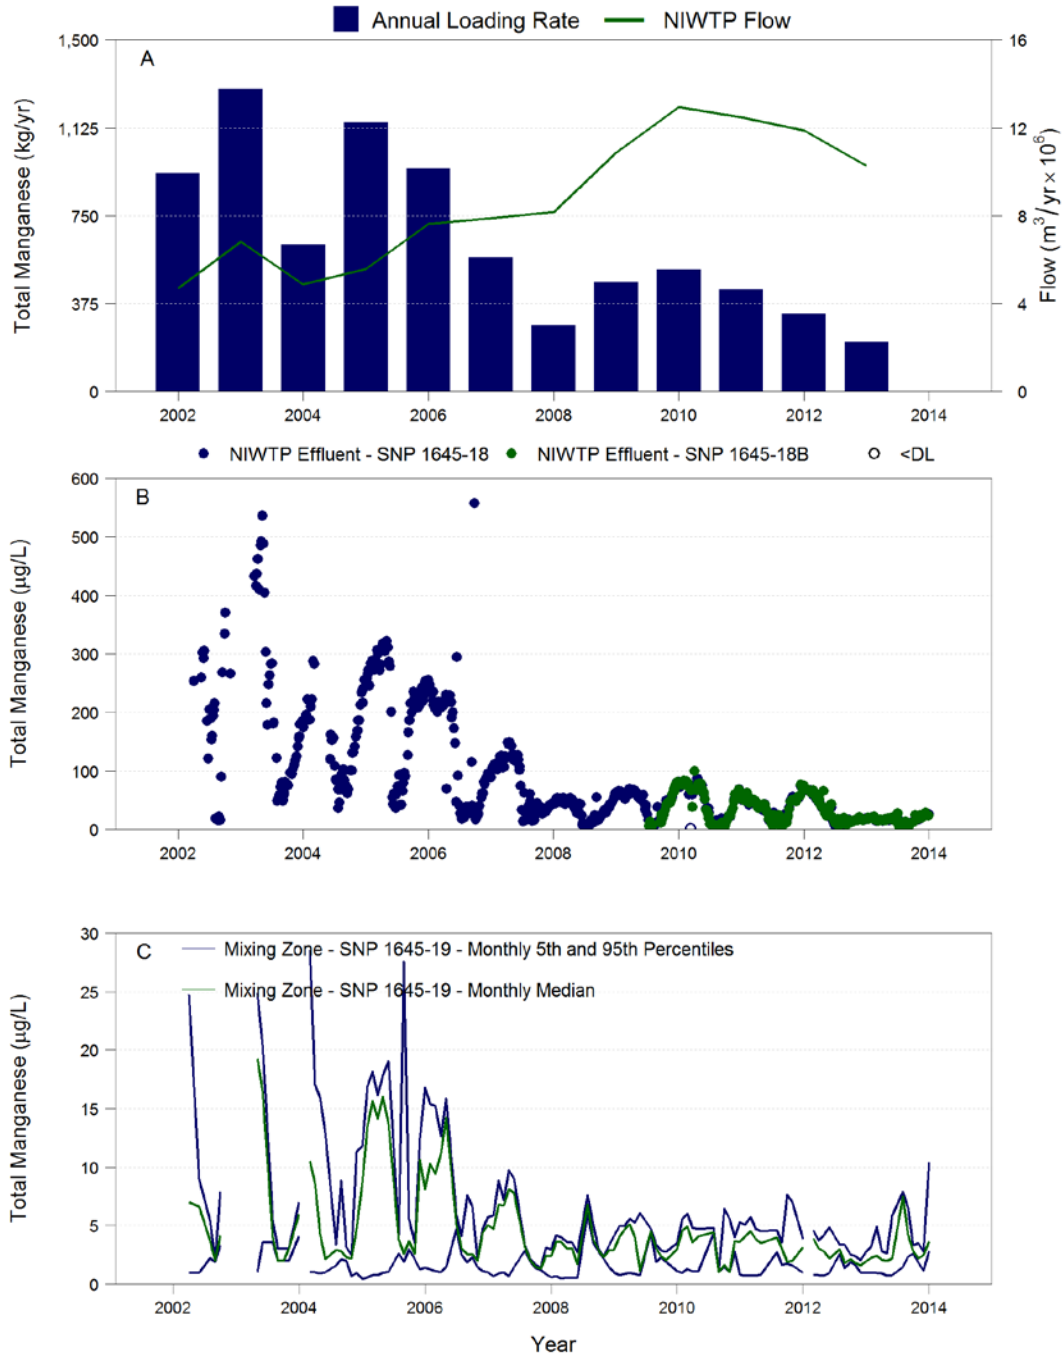 Annual Loading Rate NIWTP Flow
A
Total Manganese (kg/yr)
1,500
1,125
750
375
0
16
12
8
4
0
Flow (m³/yr × 10⁶)
2002 2004 2006 2008 2010 2012 2014
NIWTP Effluent - SNP 1645-18 NIWTP Effluent - SNP 1645-18B <DL
B
Total Manganese (µg/L)
600
500
400
300
200
100
0
2002 2004 2006 2008 2010 2012 2014
C
Mixing Zone - SNP 1645-19 - Monthly 5th and 95th Percentiles
Mixing Zone - SNP 1645-19 - Monthly Median
Total Manganese (µg/L)
30
25
20
15
10
5
0
2002 2004 2006 2008 2010 2012 2014
Year